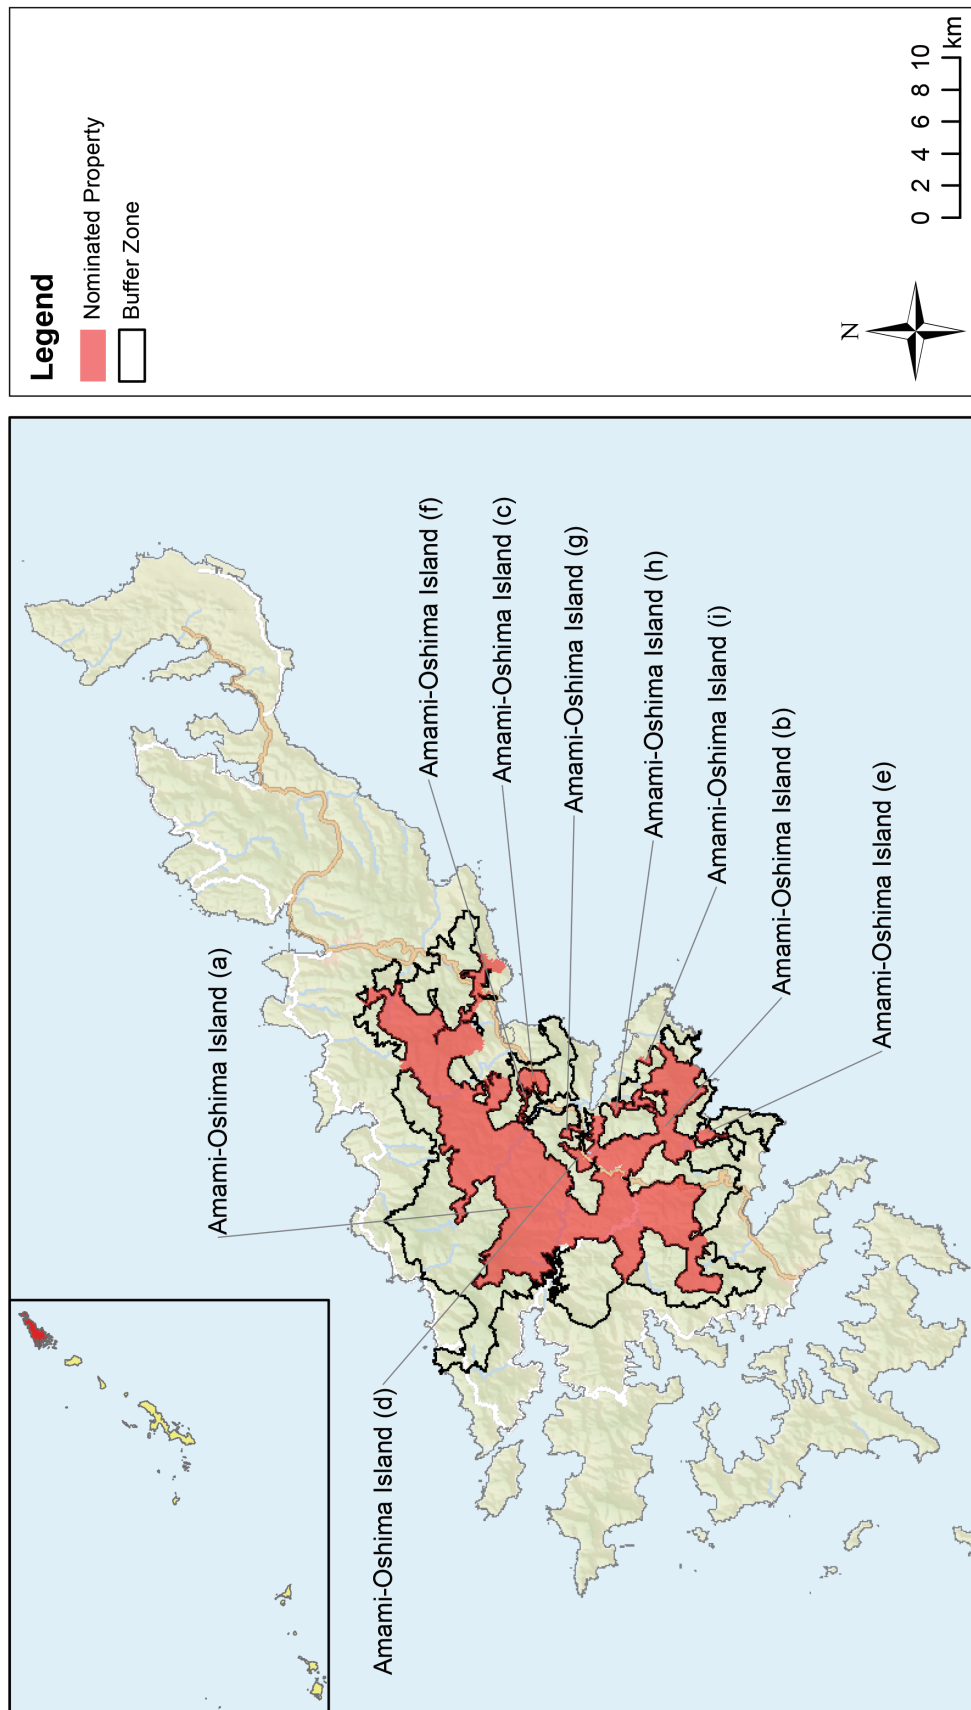 Legend
Nominated Property
Buffer Zone
N
0 2 4 6 8 10
km
Amami-Oshima Island (a)
Amami-Oshima Island (d)
Amami-Oshima Island (f)
Amami-Oshima Island (c)
Amami-Oshima Island (g)
Amami-Oshima Island (h)
Amami-Oshima Island (i)
Amami-Oshima Island (b)
Amami-Oshima Island (e)